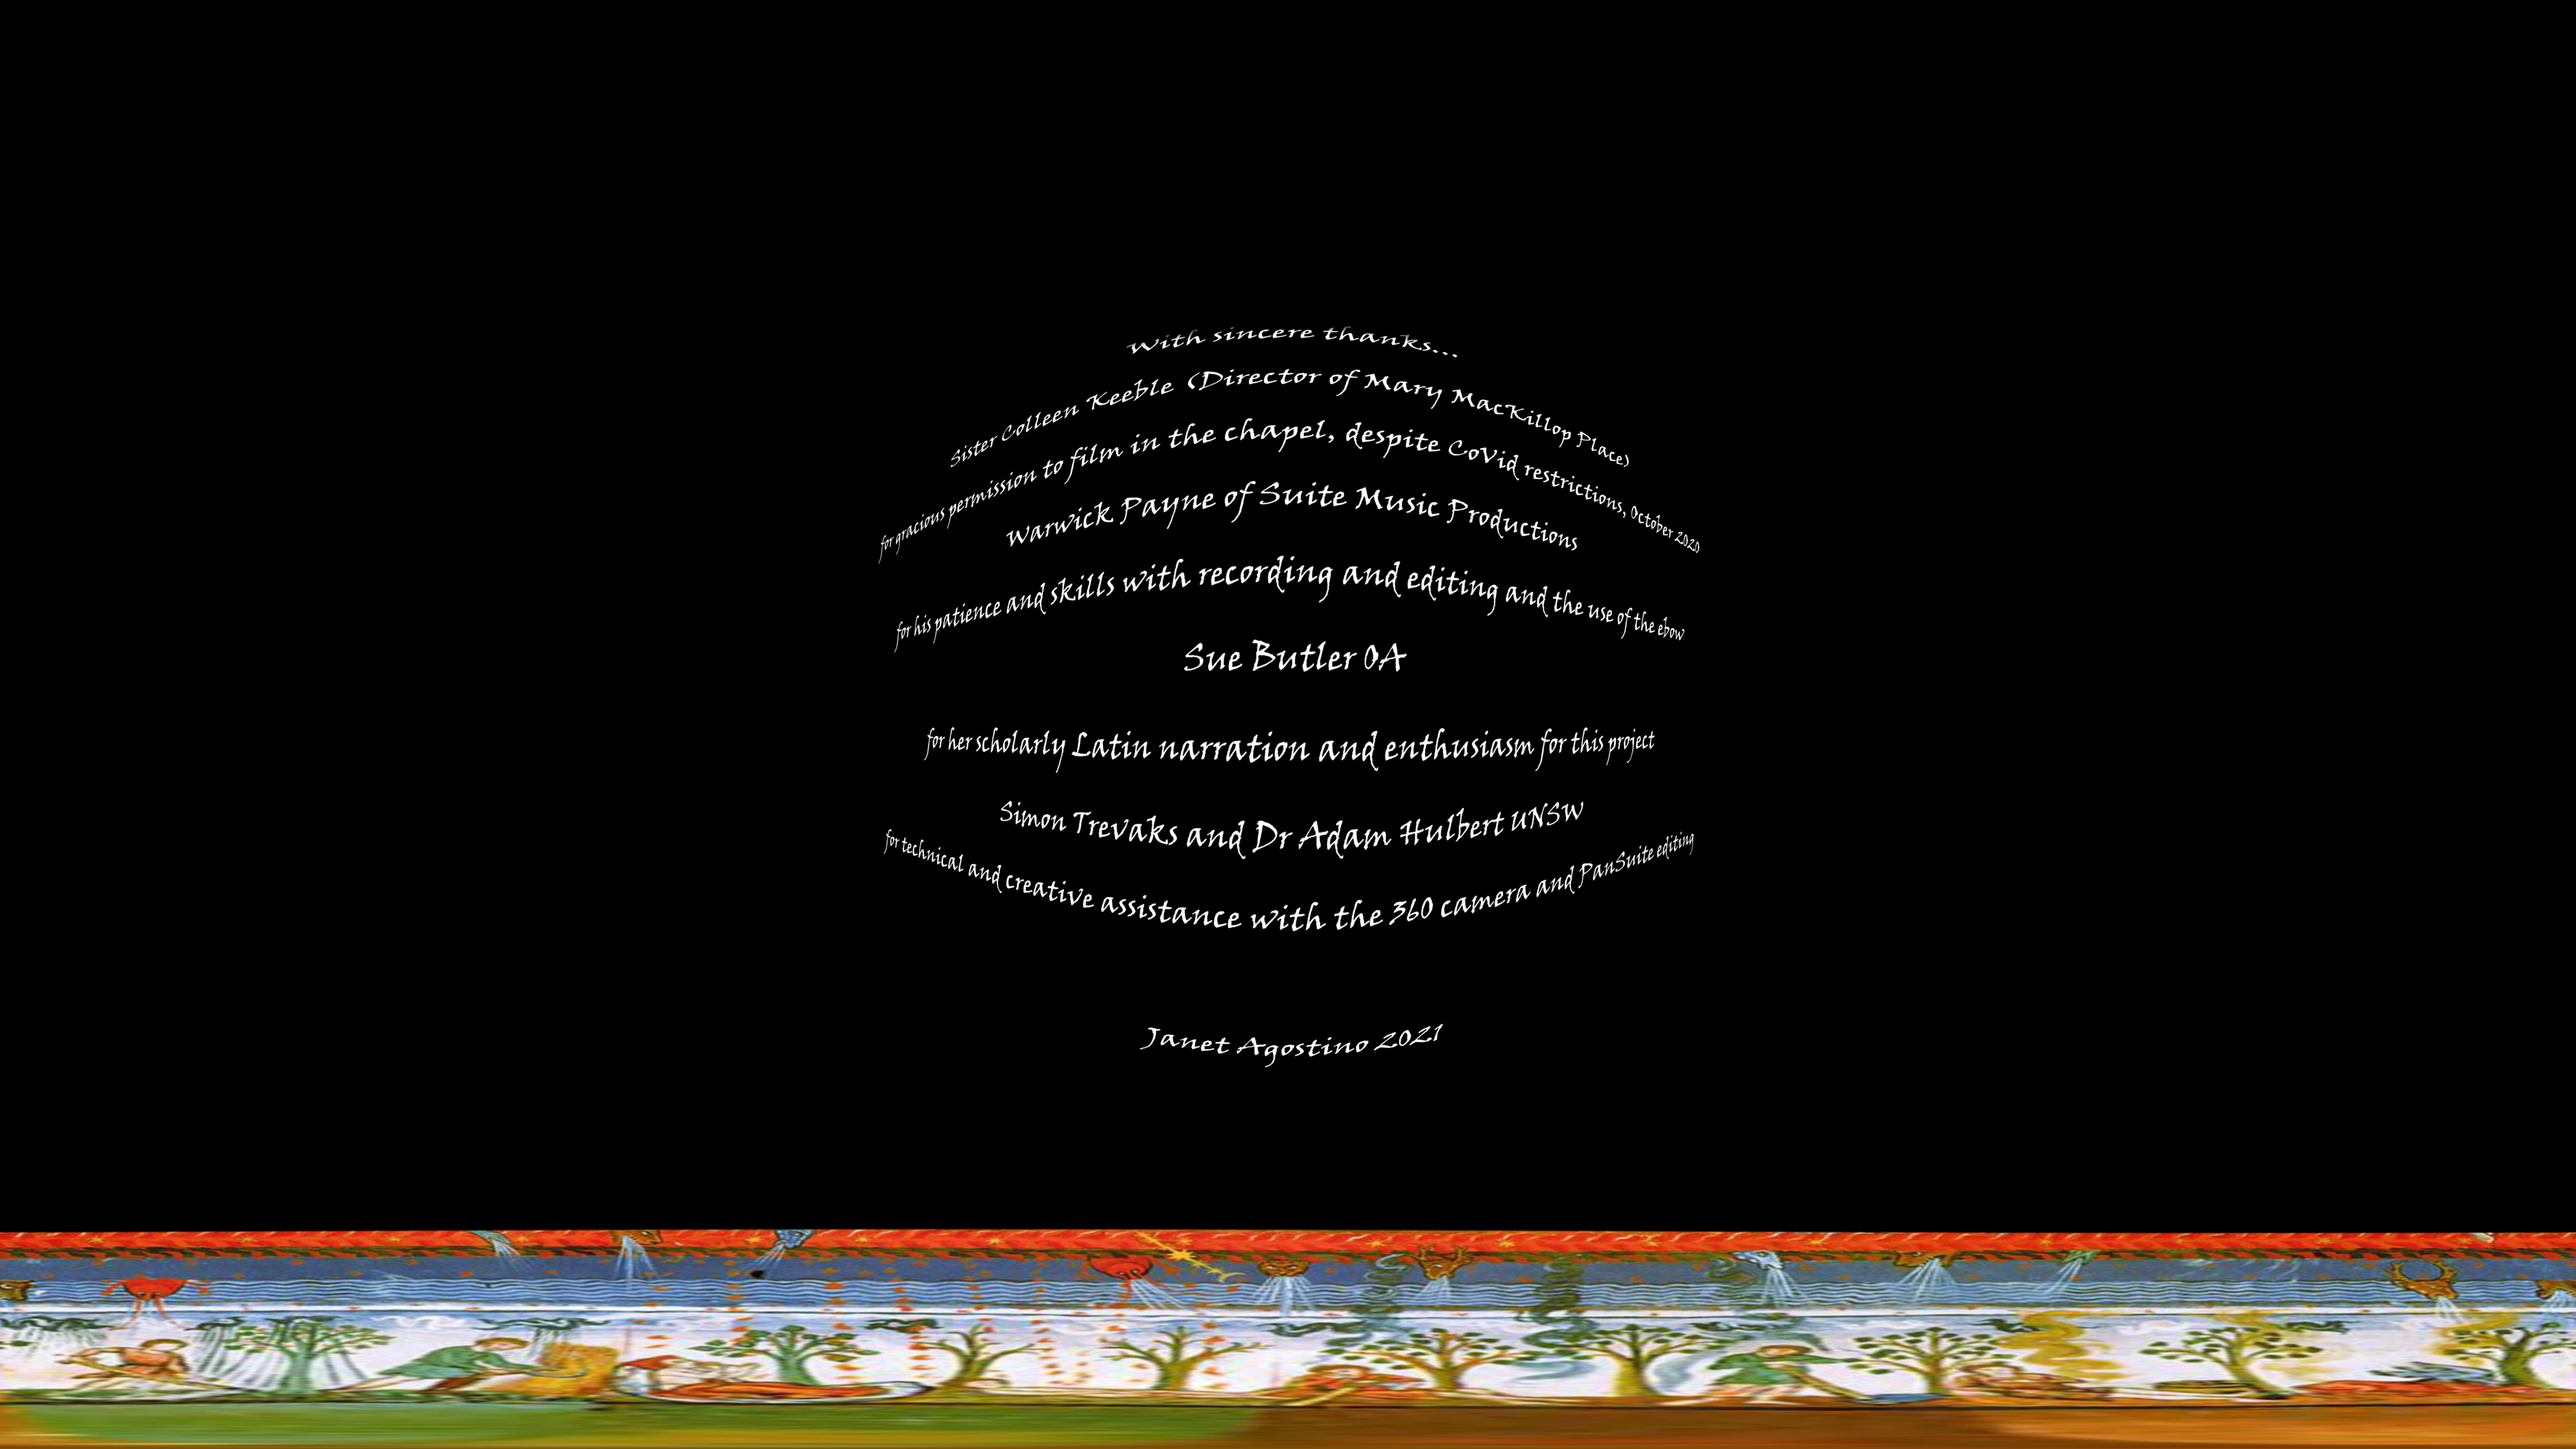 With sincere thanks...
Sister Colleen Keeble (Director of Mary MacKillop Place)
for gracious permission to film in the chapel, despite CoVid restrictions, October 2020
Warwick Payne of Suite Music Productions
for his patience and skills with recording and editing and the use of the ebow
Sue Butler OA
for her scholarly Latin narration and enthusiasm for this project
Simon Trevaks and Dr Adam Hulbert UNSW
for technical and creative assistance with the 360 camera and PanSuite editing
Janet Agostino 2021